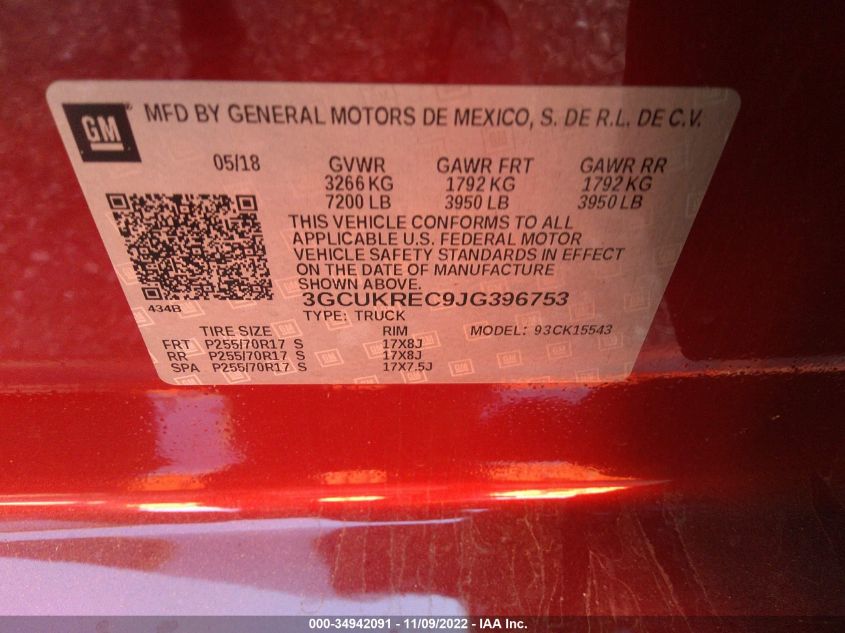 GM
MFD BY GENERAL MOTORS DE MEXICO, S. DE R.L. DE C.V.
05/18 GVWR GAWR FRT GAWR RR
3266 KG 1792 KG 1792 KG
7200 LB 3950 LB 3950 LB
THIS VEHICLE CONFORMS TO ALL
APPLICABLE U.S. FEDERAL MOTOR
VEHICLE SAFETY STANDARDS IN EFFECT
ON THE DATE OF MANUFACTURE
SHOWN ABOVE.
434B
3GCUKREC9JG396753
TYPE: TRUCK
TIRE SIZE RIM MODEL: 93CK15543
FRT P255/70R17 S 17X8J
RR P255/70R17 S 17X8J
SPA P255/70R17 S 17X7.5J
000-34942091 - 11/09/2022 - IAA Inc.